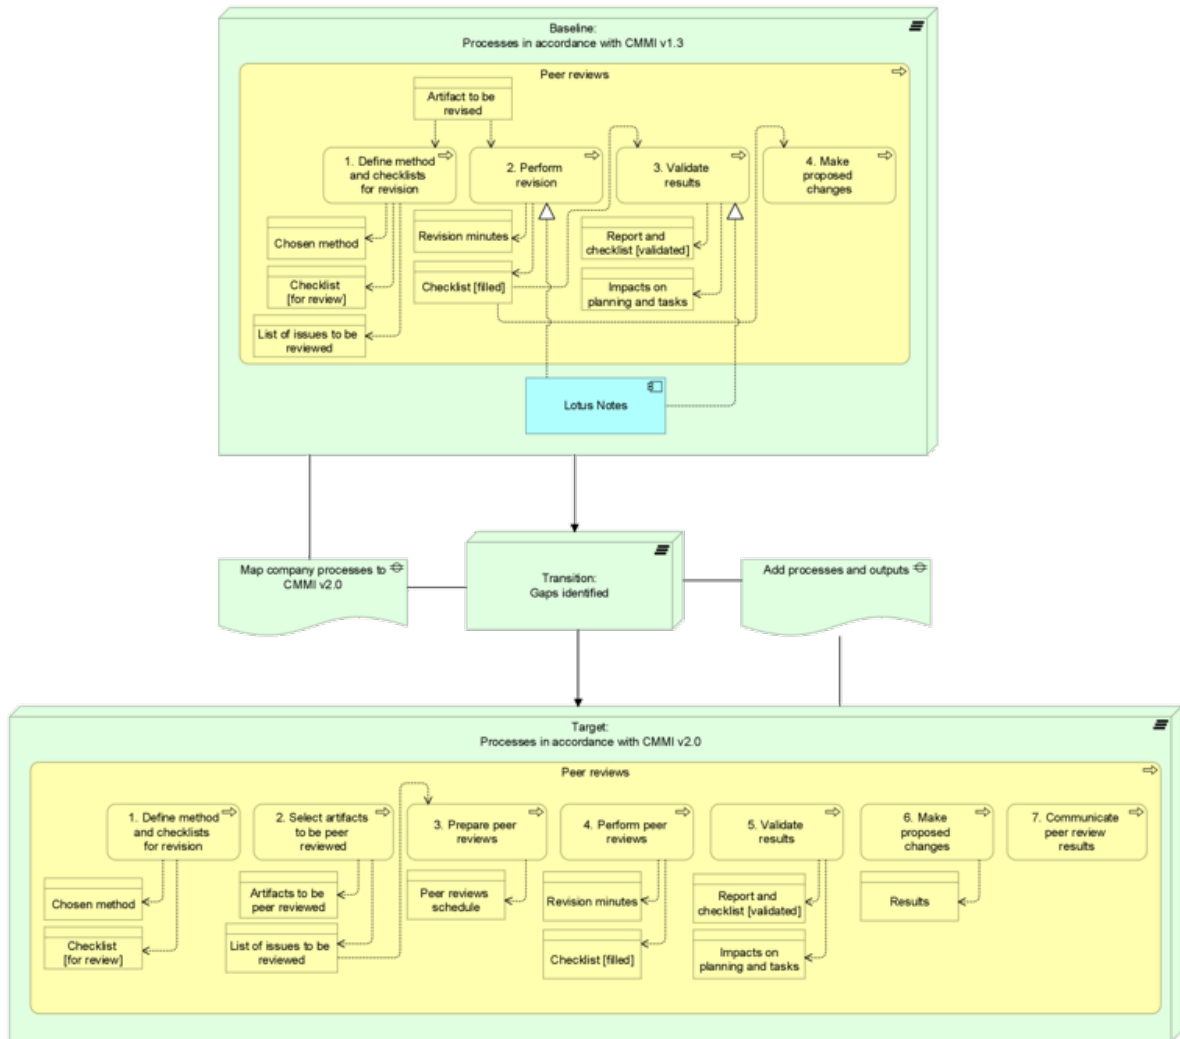 Baseline:
Processes in accordance with CMMI v1.3
Peer reviews
Artifact to be
revised
1. Define method
and checklists
for revision
2. Perform
revision
3. Validate
results
4. Make
proposed
changes
Chosen method
Revision minutes
Report and
checklist [validated]
Checklist
[for review]
Checklist [filled]
Impacts on
planning and tasks
List of issues to be
reviewed
Lotus Notes
Map company processes to
CMMI v2.0
Transition:
Gaps identified
Add processes and outputs
Target:
Processes in accordance with CMMI v2.0
Peer reviews
1. Define method
and checklists
for revision
2. Select artifacts
to be peer
reviewed
3. Prepare peer
reviews
4. Perform peer
reviews
5. Validate
results
6. Make
proposed
changes
7. Communicate
peer review
results
Chosen method
Artifacts to be
peer reviewed
Peer reviews
schedule
Revision minutes
Report and
checklist [validated]
Results
Checklist
[for review]
List of issues to be
reviewed
Checklist [filled]
Impacts on
planning and tasks